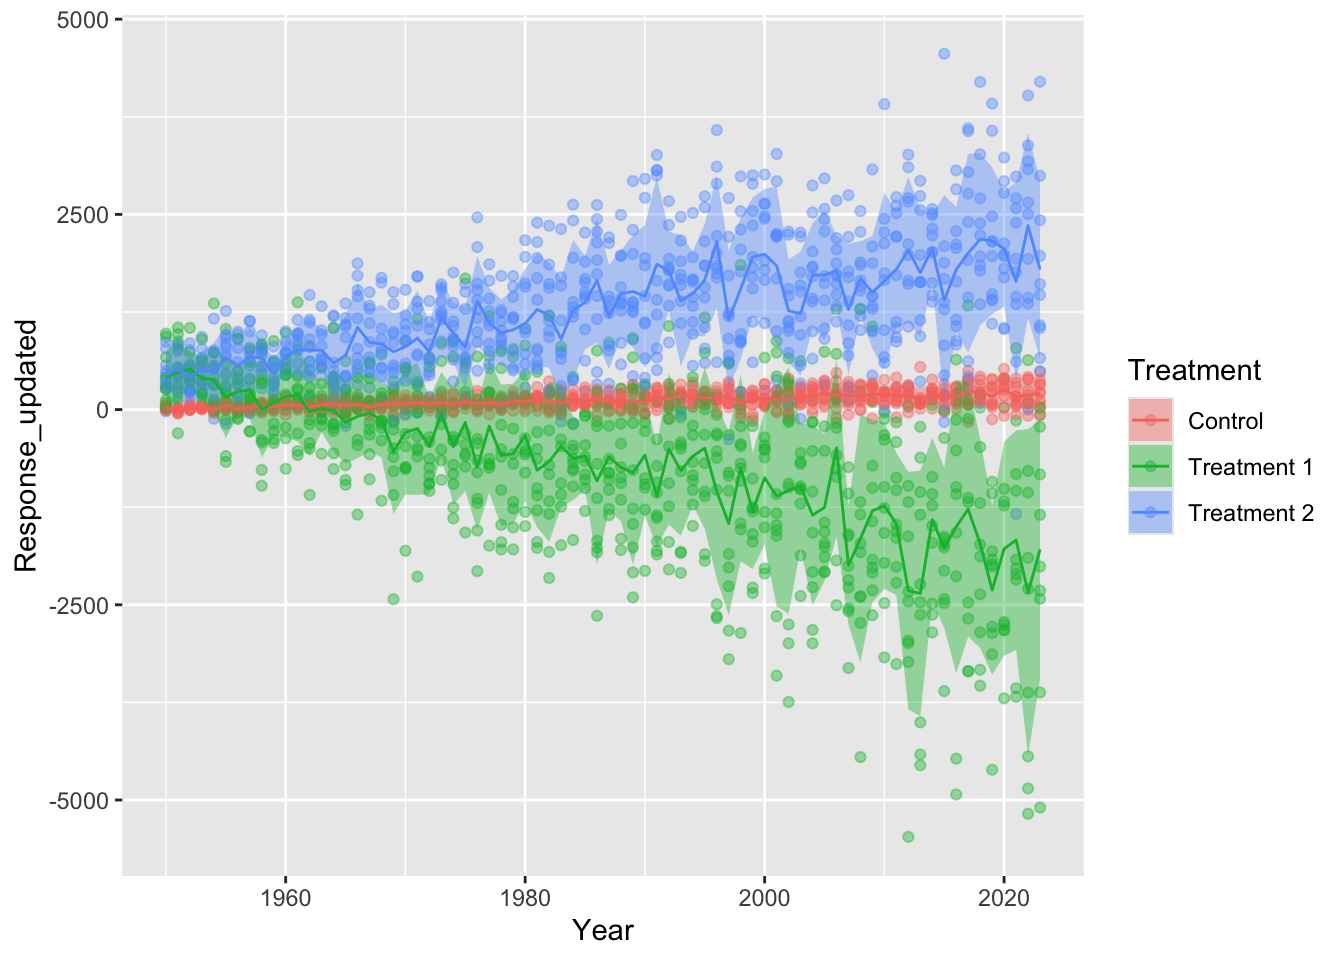 5000
2500
0
-2500
-5000
Response_updated
1960
1980
2000
2020
Year
Treatment
Control
Treatment 1
Treatment 2